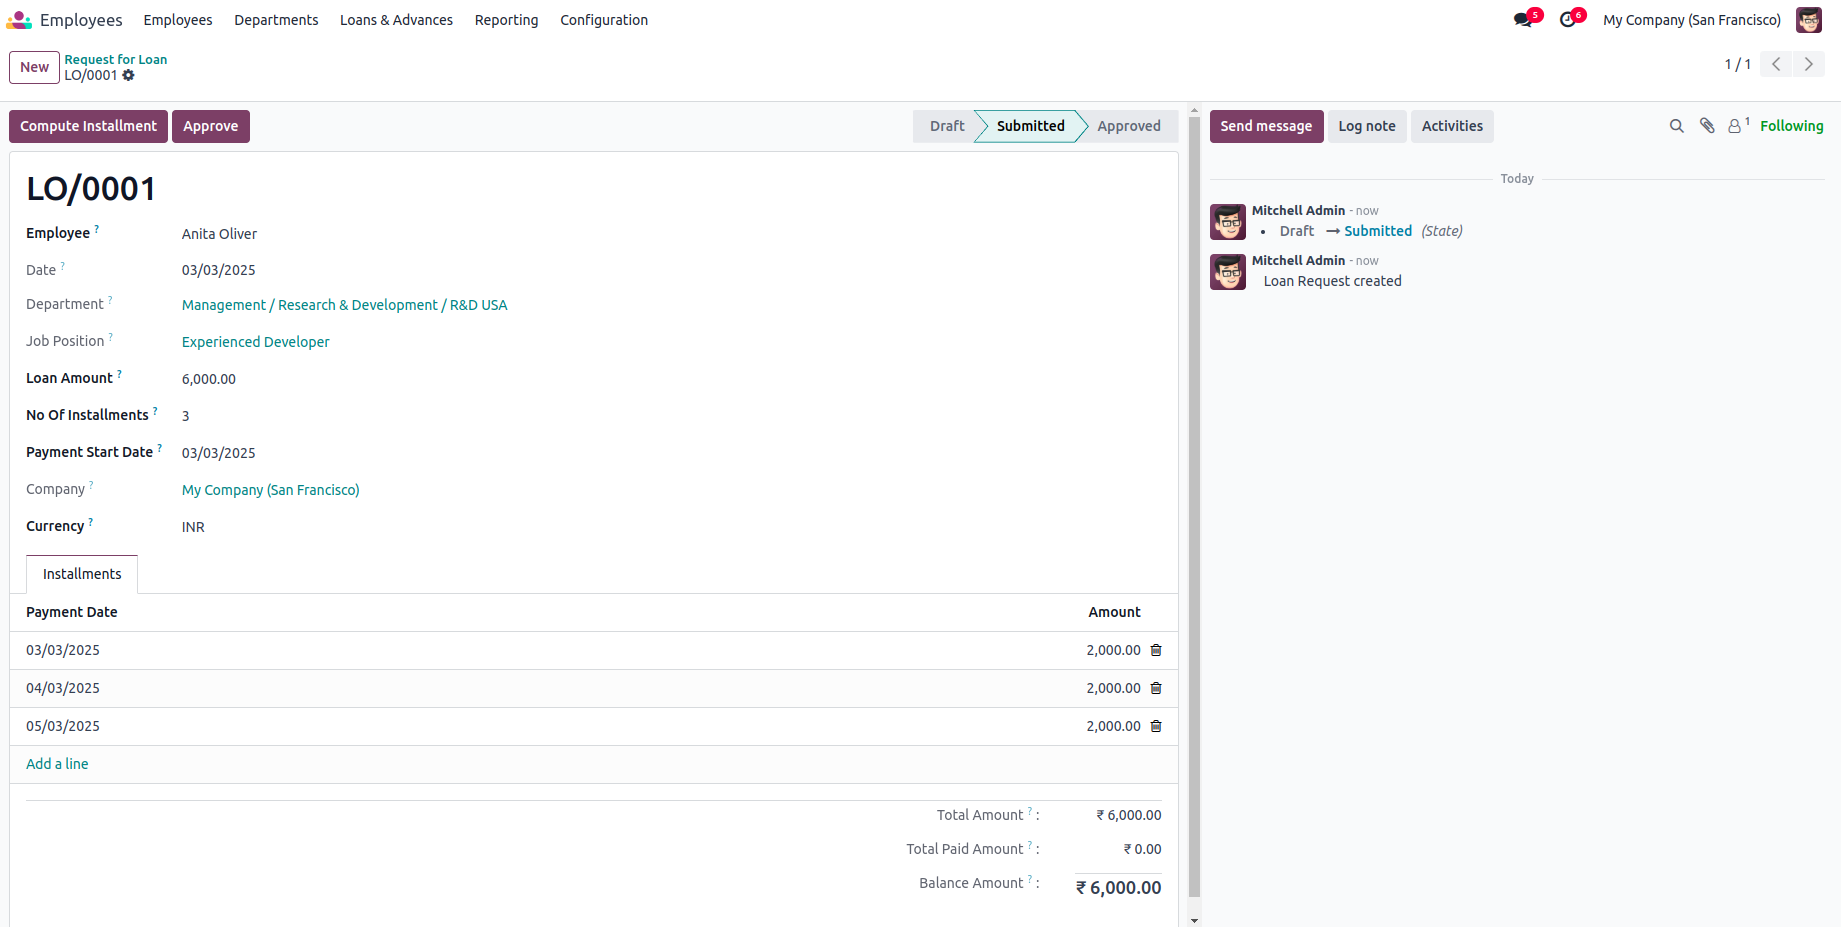 Employees Employees Departments Loans & Advances Reporting Configuration 5 6 My Company (San Francisco)
New Request for Loan
LO/0001
1 / 1
Compute Installment Approve Draft Submitted Approved
Send message Log note Activities 1 Following
LO/0001
Employee ? Anita Oliver
Date ? 03/03/2025
Department ? Management / Research & Development / R&D USA
Job Position ? Experienced Developer
Loan Amount ? 6,000.00
No Of Installments ? 3
Payment Start Date ? 03/03/2025
Company ? My Company (San Francisco)
Currency ? INR
Installments
Payment Date Amount
03/03/2025 2,000.00
04/03/2025 2,000.00
05/03/2025 2,000.00
Add a line
Total Amount ? : ₹ 6,000.00
Total Paid Amount ? : ₹ 0.00
Balance Amount ? : ₹ 6,000.00
Today
Mitchell Admin - now
• Draft → Submitted (State)
Mitchell Admin - now
Loan Request created